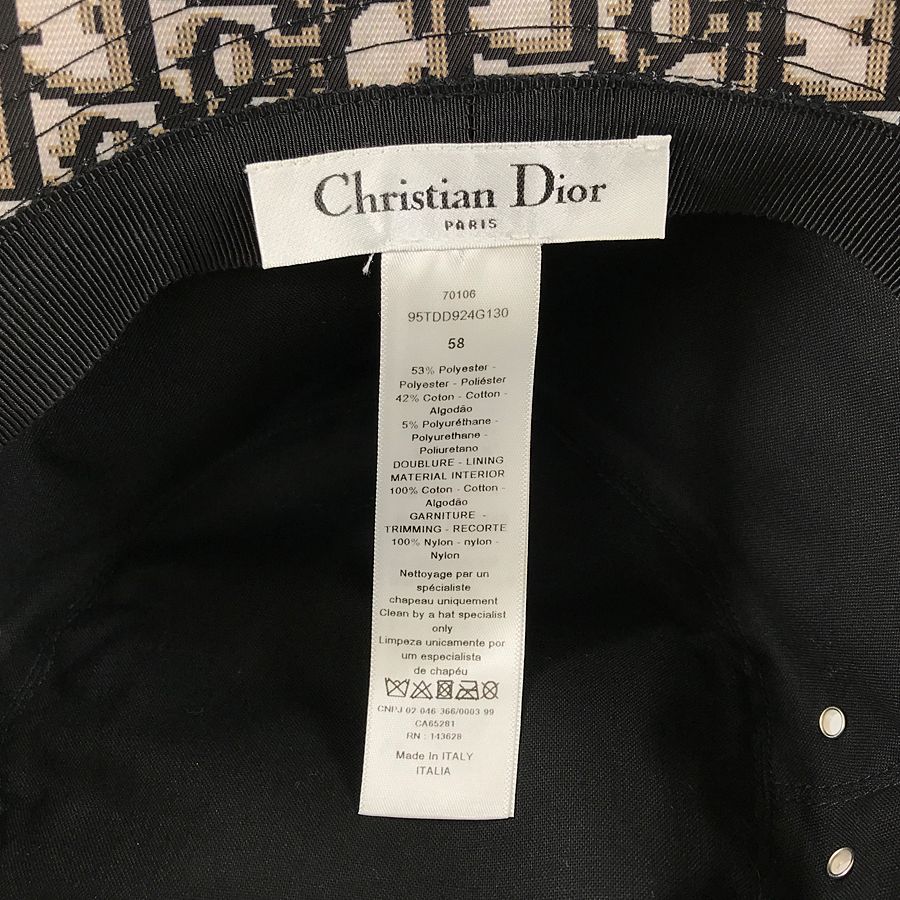 Christian Dior
PARIS
70106
95TDD924G130
58
53% Polyester -
Polyester - Poliéster
42% Coton - Cotton -
Algodão
5% Polyuréthane -
Polyurethane -
Poliuretano
DOUBLURE - LINING
MATERIAL INTERIOR
100% Coton - Cotton -
Algodão
GARNITURE -
TRIMMING - RECORTE
100% Nylon - nylon -
Nylon
Nettoyage par un
spécialiste
chapeau uniquement
Clean by a hat specialist
only
Limpeza unicamente por
um especialista
de chapéu
CNPJ 02 046 366/0003 99
CA65281
RN : 143628
Made In ITALY
ITALIA